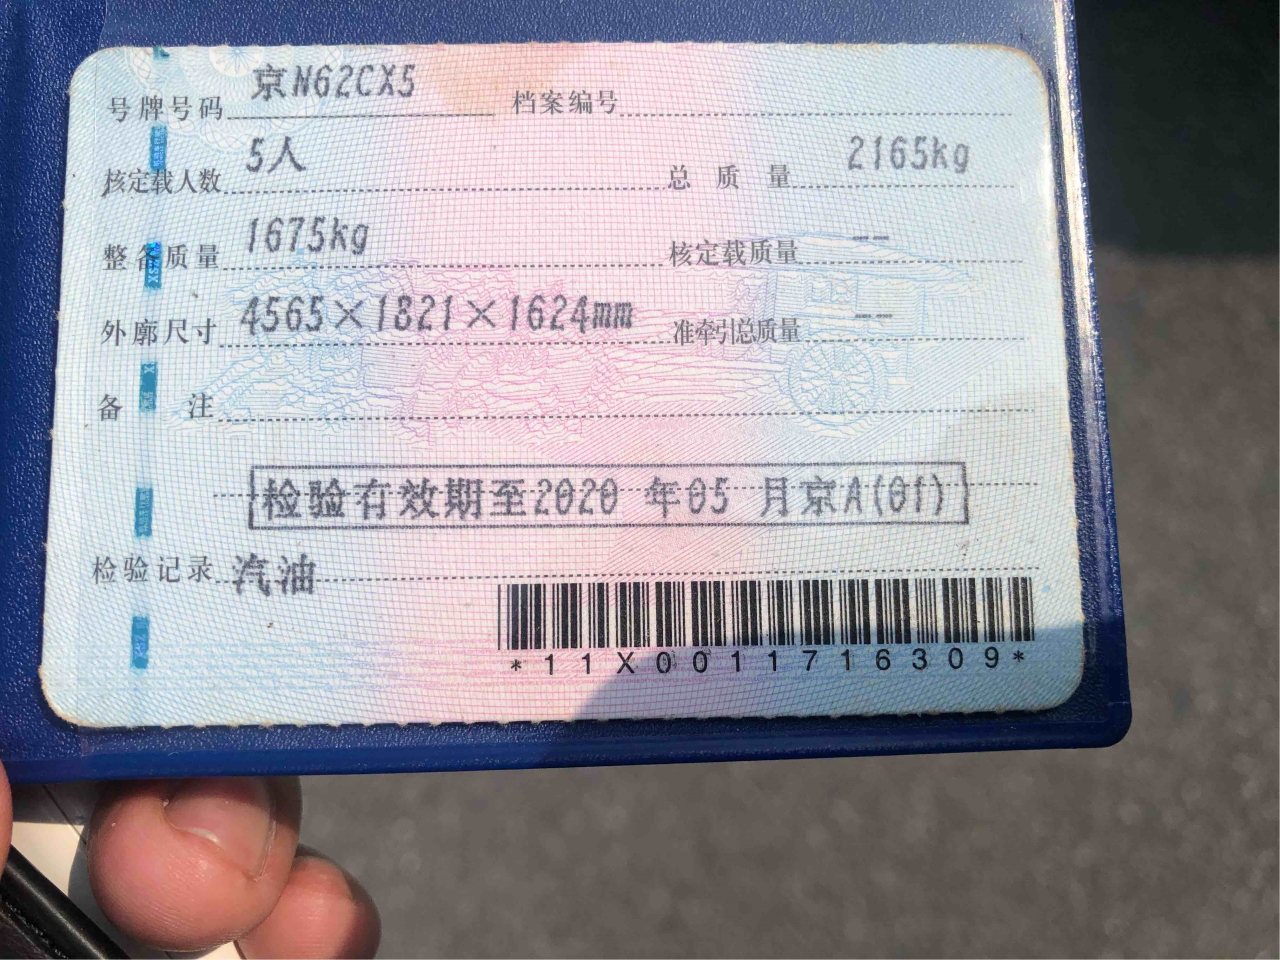 号牌号码 京N62CX5 档案编号
核定载人数 5人 总质量 2165kg
整备质量 1675kg 核定载质量 --
外廓尺寸 4565×1821×1624mm 准牵引总质量 --
备注
检验有效期至2020 年05 月京A(01)
检验记录 汽油
*11X0011716309*